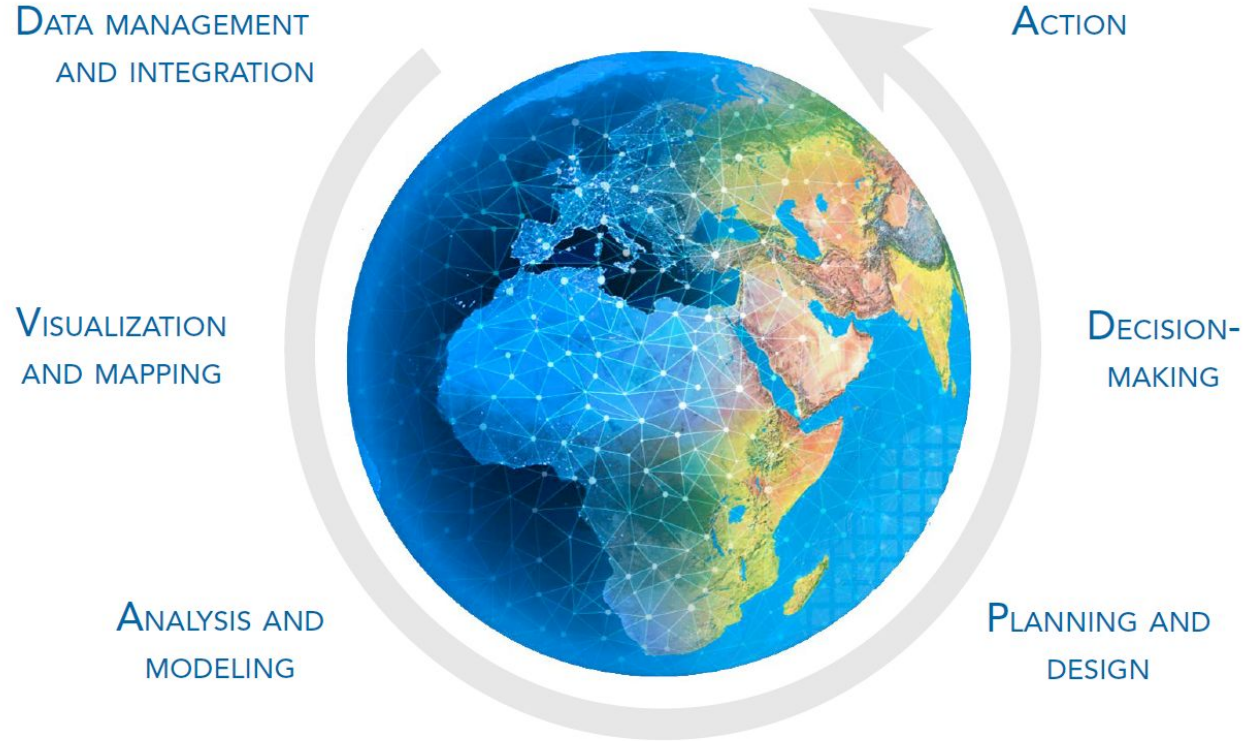 Data management
and integration
Visualization
and mapping
Analysis and
modeling
Planning and
design
Decision-
making
Action